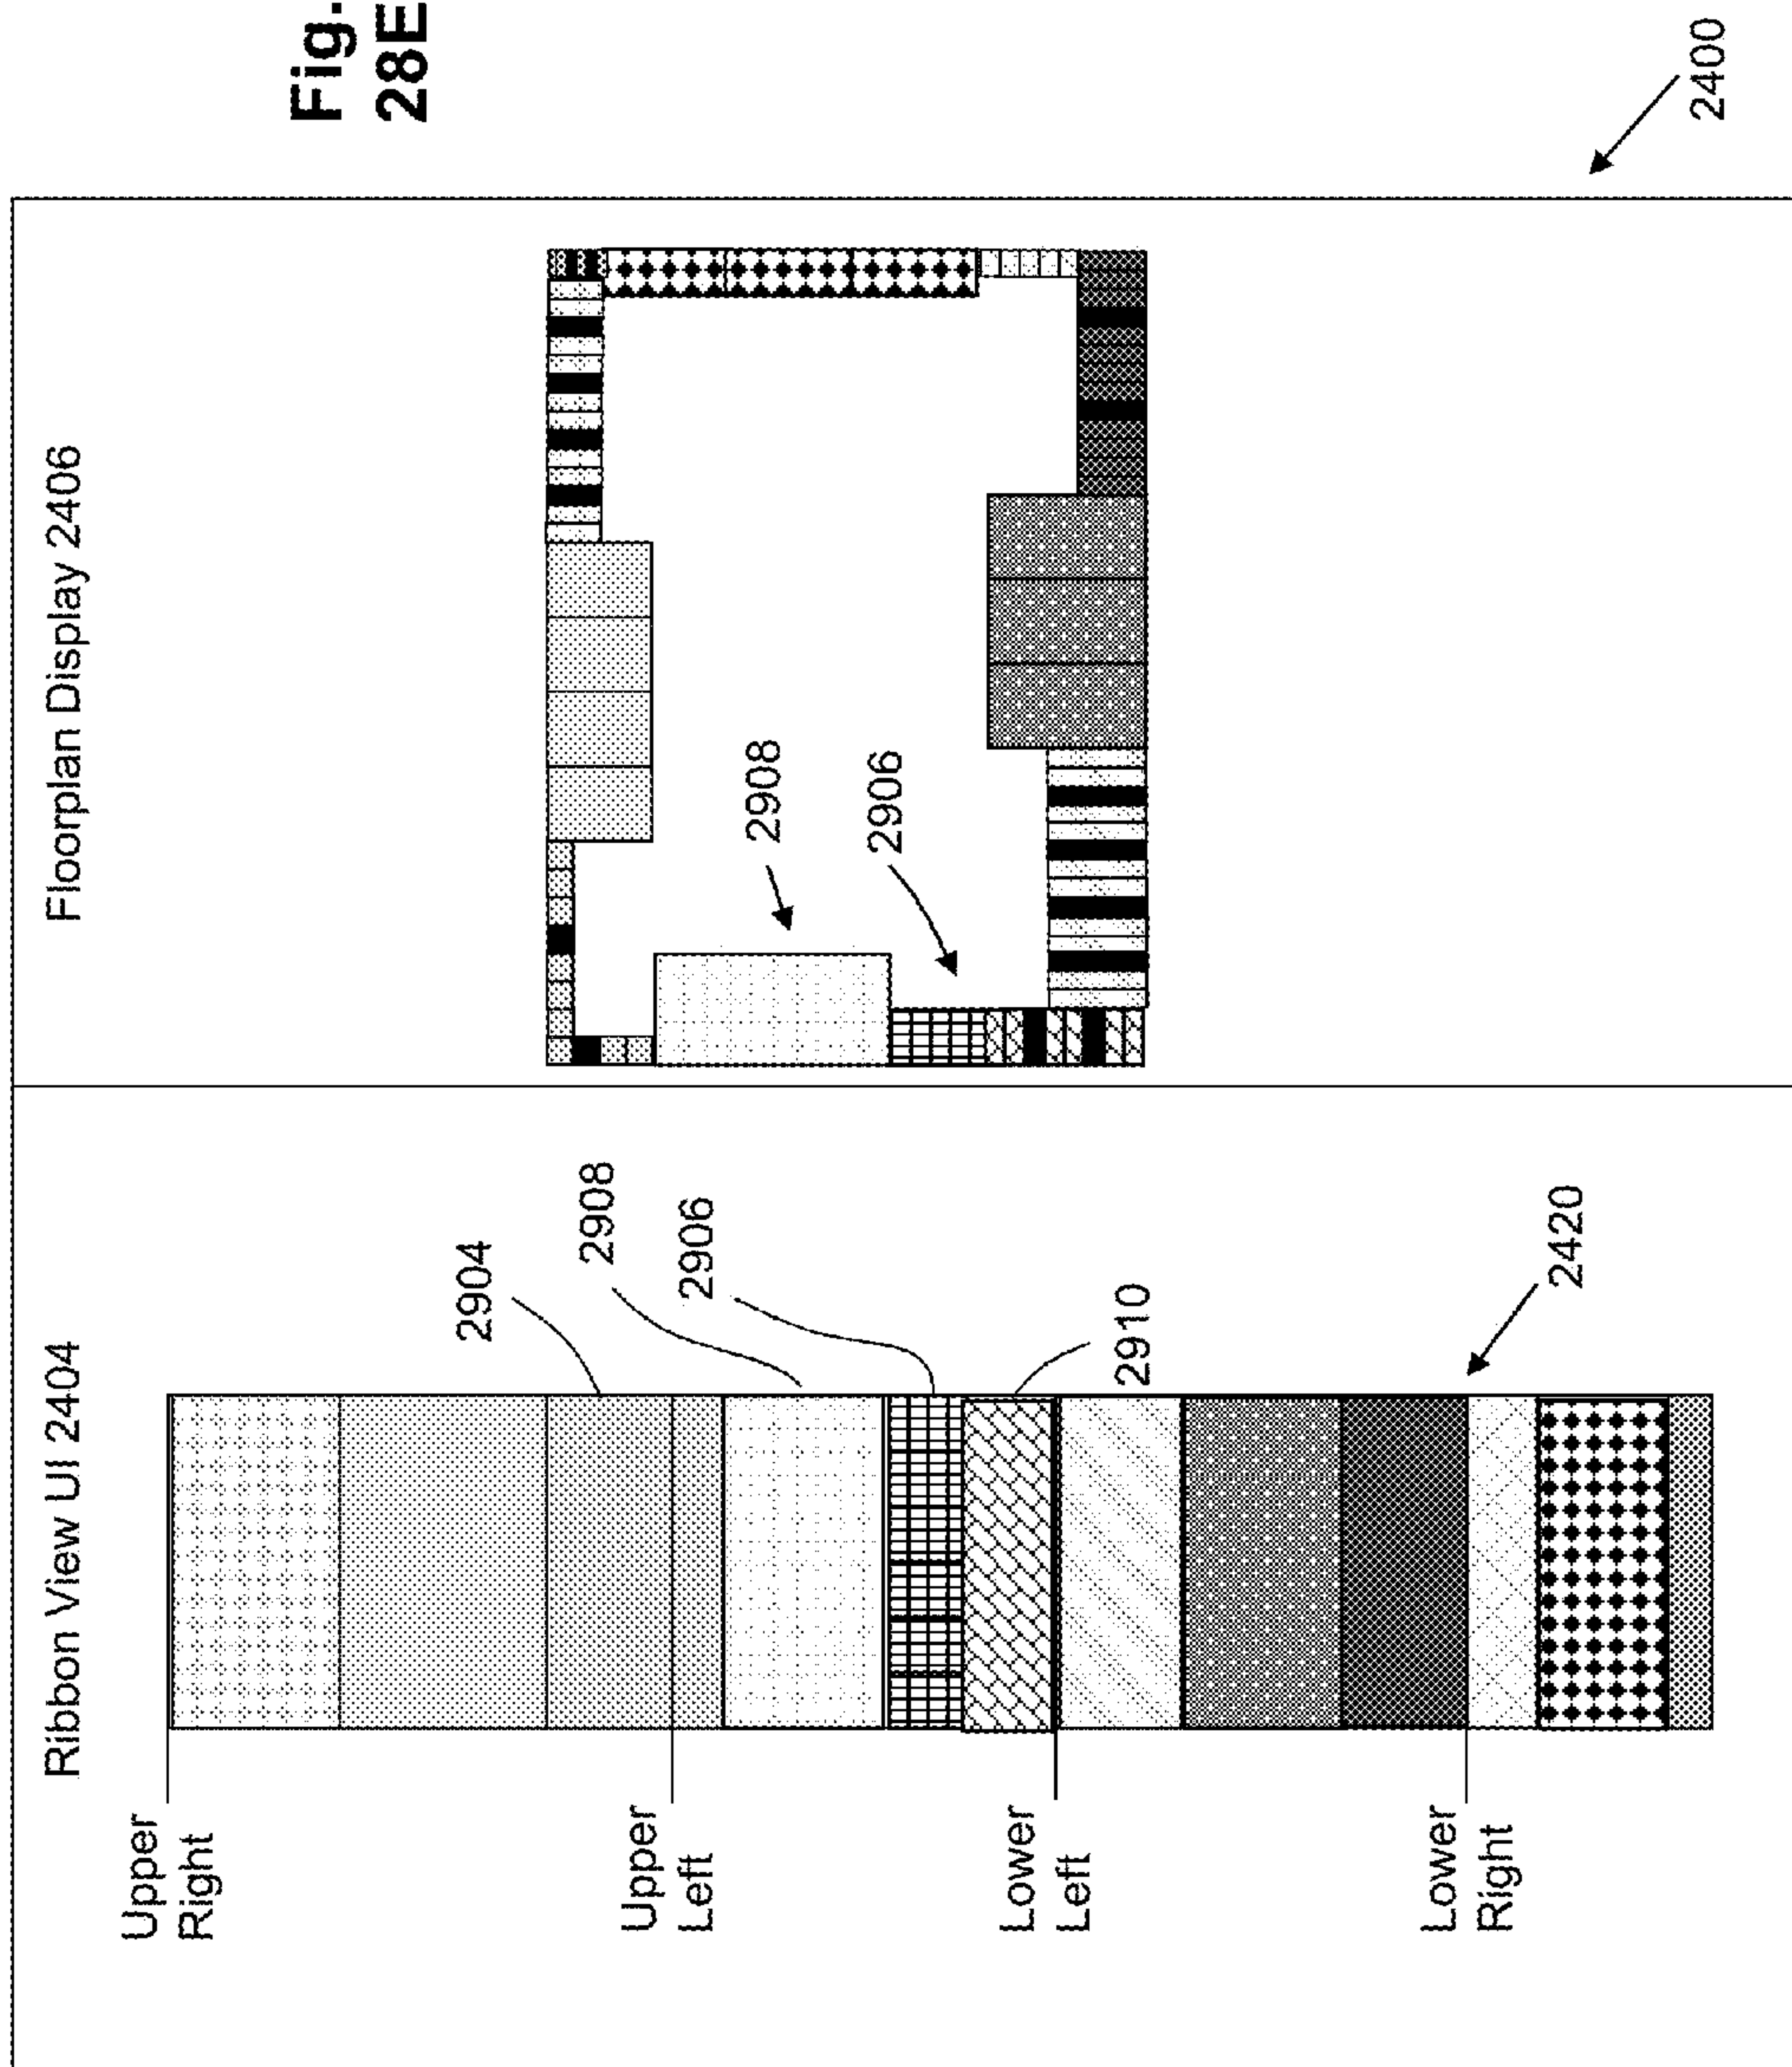 Ribbon View UI 2404
Floorplan Display 2406
Upper
Right
Fig.
28E
2904
2908
Upper
Left
2906
2908
2906
Lower
Left
2910
Lower
Right
2420
2400